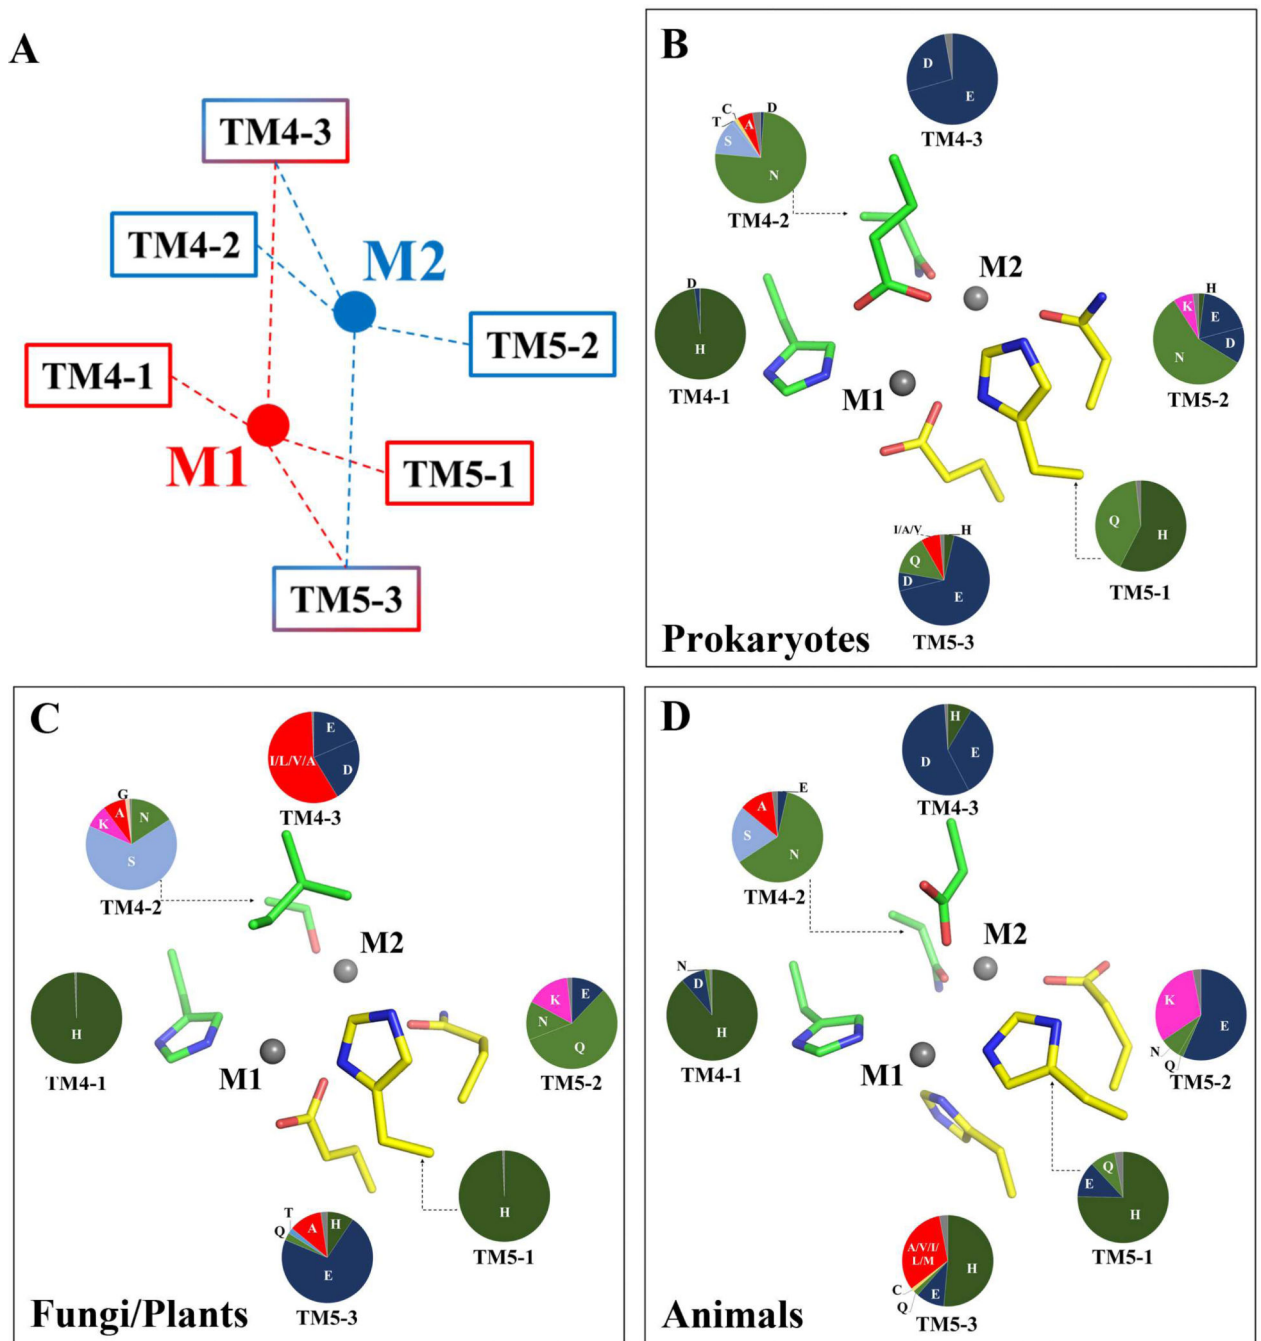 A
TM4-3
TM4-2
M2
TM5-2
TM4-1
M1
TM5-1
TM5-3
B
D
E
TM4-3
C
D
T
A
S
N
TM4-2
M2
D
H
TM4-1
M1
H
K
E
D
N
TM5-2
I/A/V
H
Q
D
E
TM5-3
Q
H
TM5-1
Prokaryotes
C
E
I/L/V/A
D
TM4-3
G
N
A
K
S
TM4-2
M2
H
TM4-1
M1
K
E
N
Q
TM5-2
H
TM5-1
T
A
H
Q
E
TM5-3
Fungi/Plants
D
H
D
E
TM4-3
E
A
S
N
TM4-2
M2
N
D
H
TM4-1
M1
K
E
N
Q
TM5-2
Q
E
H
TM5-1
A/V/I/
L/M
H
C
E
Q
TM5-3
Animals